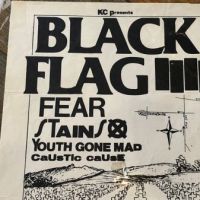 KC presents
BLACK
FLAG
FEAR
STAINS
YOUTH GONE MAD
CAUSTIC CAUSE